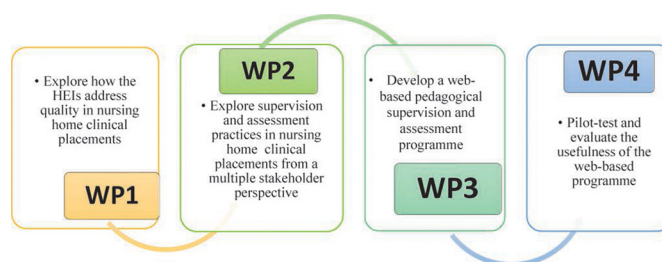 • Explore how the
HEIs address
quality in nursing
home clinical
placements
WP1
WP2
• Explore supervision
and assessment
practices in nursing
home clinical
placements from a
multiple stakeholder
perspective
• Develop a web-
based pedagogical
supervision and
assessment
programme
WP3
WP4
• Pilot-test and
evaluate the
usefulness of the
web-based
programme